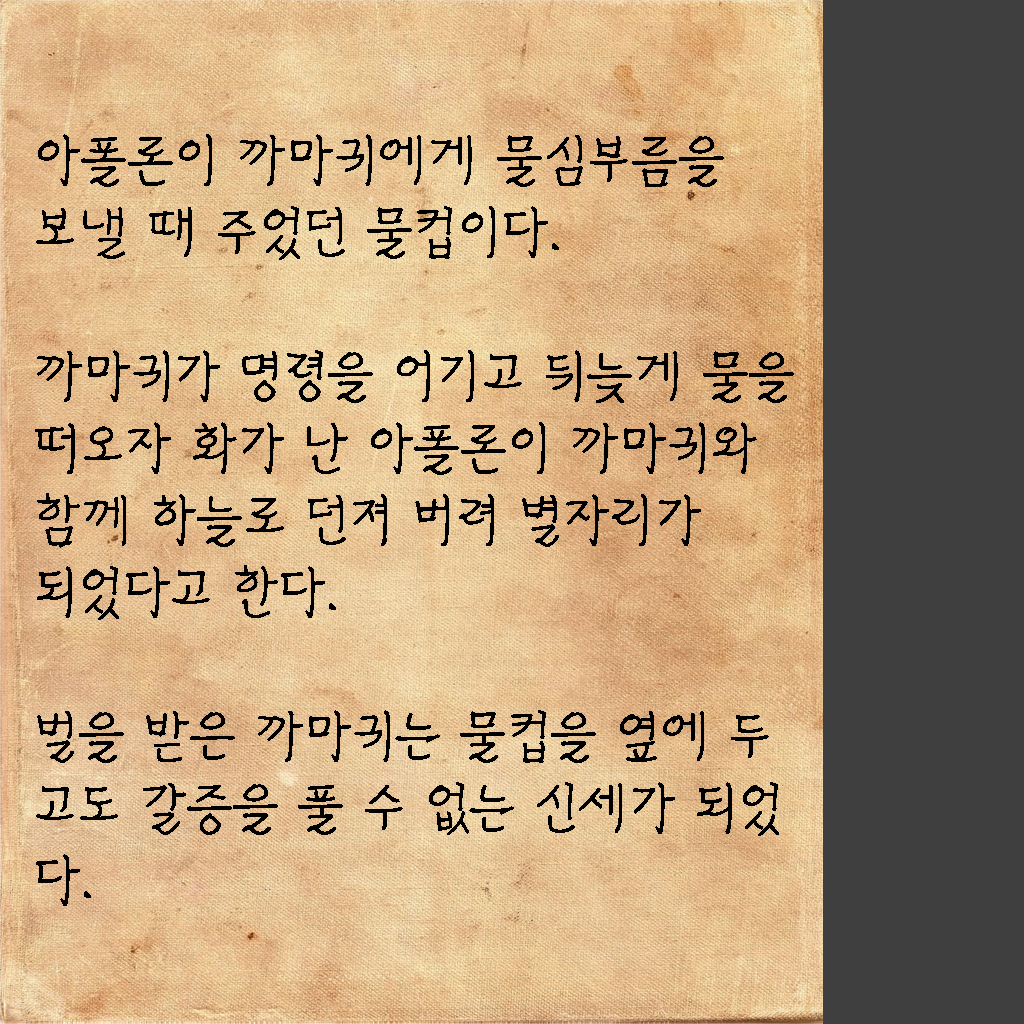 아폴론이 까마귀에게 물심부름을
보낼 때 주었던 물컵이다.
까마귀가 명령을 어기고 뒤늦게 물을
떠오자 화가 난 아폴론이 까마귀와
함께 하늘로 던져 버려 별자리가
되었다고 한다.
벌을 받은 까마귀는 물컵을 옆에 두
고도 갈증을 풀 수 없는 신세가 되었
다.